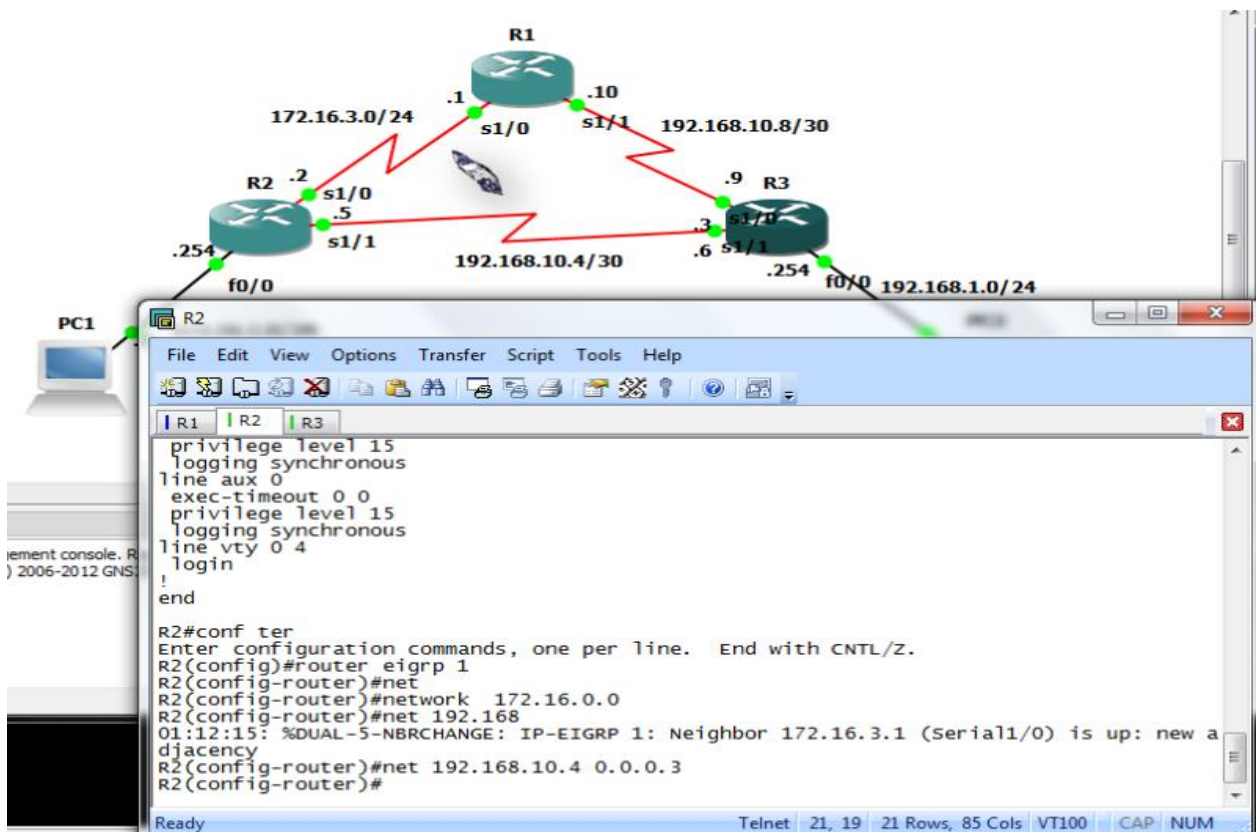 R1
.1
.10
172.16.3.0/24
s1/0
s1/1
192.168.10.8/30
R2
.2
s1/0
.9
R3
.5
s1/1
.3
s1/0
.6
s1/1
192.168.10.4/30
.254
f0/0
.254
f0/0
192.168.1.0/24
PC1
R2
File Edit View Options Transfer Script Tools Help
R1
R2
R3
privilege level 15
logging synchronous
line aux 0
exec-timeout 0 0
privilege level 15
logging synchronous
line vty 0 4
login
!
end
R2#conf ter
Enter configuration commands, one per line. End with CNTL/Z.
R2(config)#router eigrp 1
R2(config-router)#net
R2(config-router)#network 172.16.0.0
R2(config-router)#net 192.168
01:12:15: %DUAL-5-NBRCHANGE: IP-EIGRP 1: Neighbor 172.16.3.1 (Serial1/0) is up: new a
djacency
R2(config-router)#net 192.168.10.4 0.0.0.3
R2(config-router)#
ement console. R
) 2006-2012 GNS
Ready
Telnet 21, 19 21 Rows, 85 Cols VT100 CAP NUM